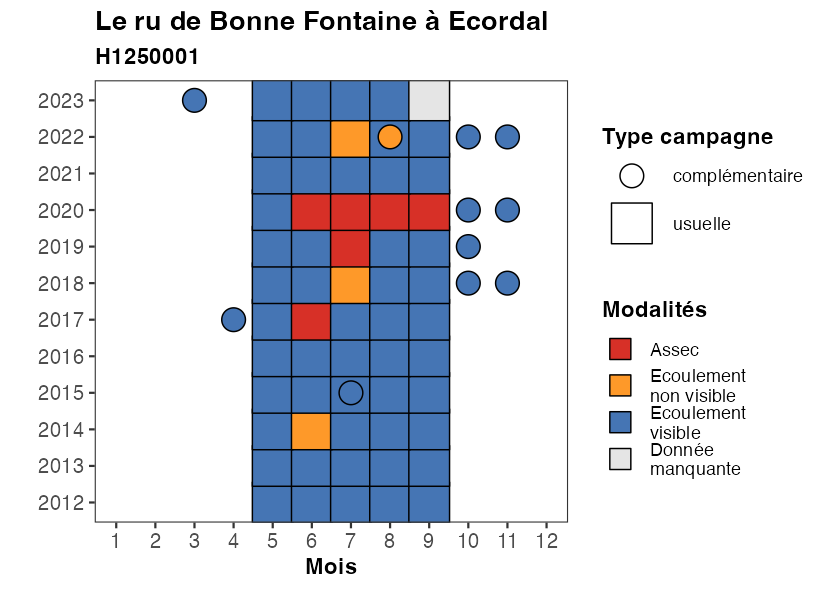 Le ru de Bonne Fontaine à Ecordal
H1250001
2023
2022
2021
2020
2019
2018
2017
2016
2015
2014
2013
2012
1 2 3 4 5 6 7 8 9 10 11 12
Mois
Type campagne
complémentaire
usuelle
Modalités
Assec
Ecoulement
non visible
Ecoulement
visible
Donnée
manquante